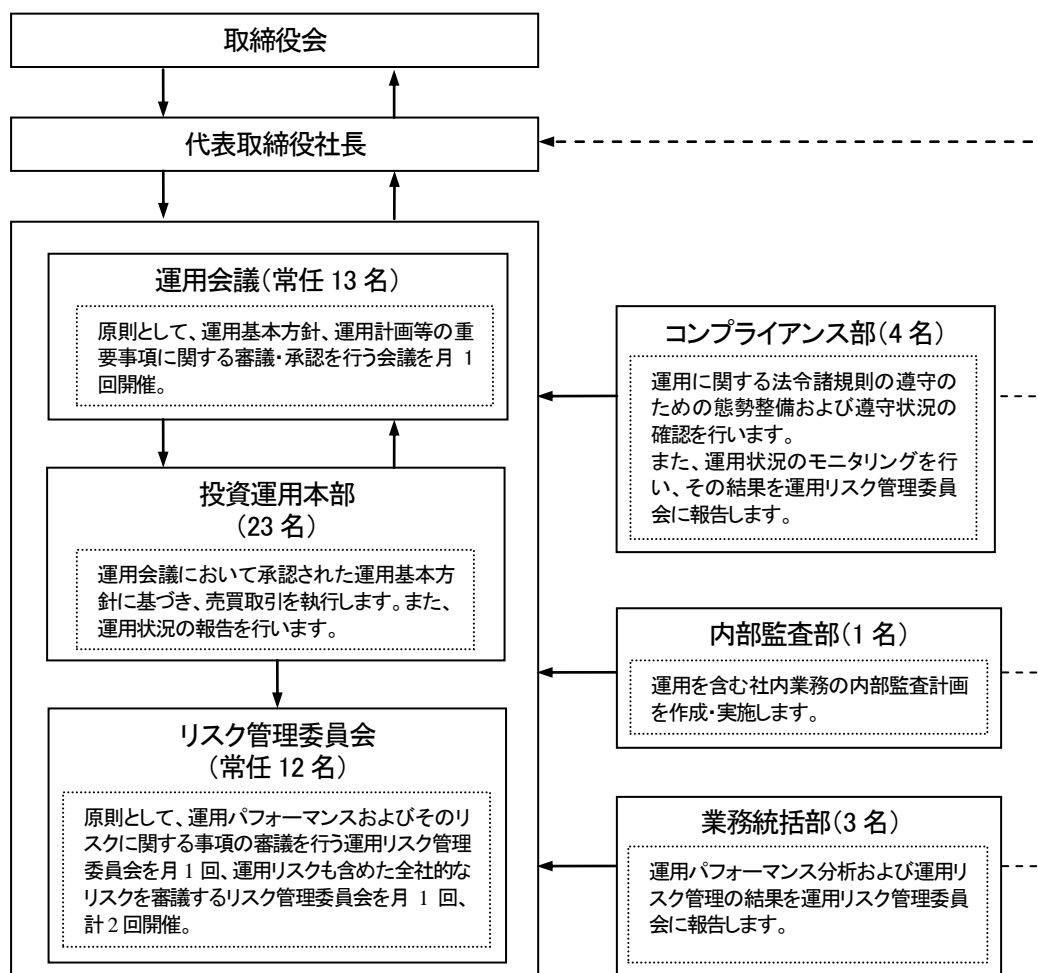 取締役会
代表取締役社長
運用会議(常任 13 名)
原則として、運用基本方針、運用計画等の重
要事項に関する審議・承認を行う会議を月 1
回開催。
投資運用本部
(23 名)
運用会議において承認された運用基本方
針に基づき、売買取引を執行します。また、
運用状況の報告を行います。
リスク管理委員会
(常任 12 名)
原則として、運用パフォーマンスおよびそのリ
スクに関する事項の審議を行う運用リスク管理
委員会を月 1 回、運用リスクも含めた全社的な
リスクを審議するリスク管理委員会を月 1 回、
計 2 回開催。
コンプライアンス部(4 名)
運用に関する法令諸規則の遵守の
ための態勢整備および遵守状況の
確認を行います。
また、運用状況のモニタリングを行
い、その結果を運用リスク管理委員
会に報告します。
内部監査部(1 名)
運用を含む社内業務の内部監査計画
を作成・実施します。
業務統括部(3 名)
運用パフォーマンス分析および運用リ
スク管理の結果を運用リスク管理委員
会に報告します。